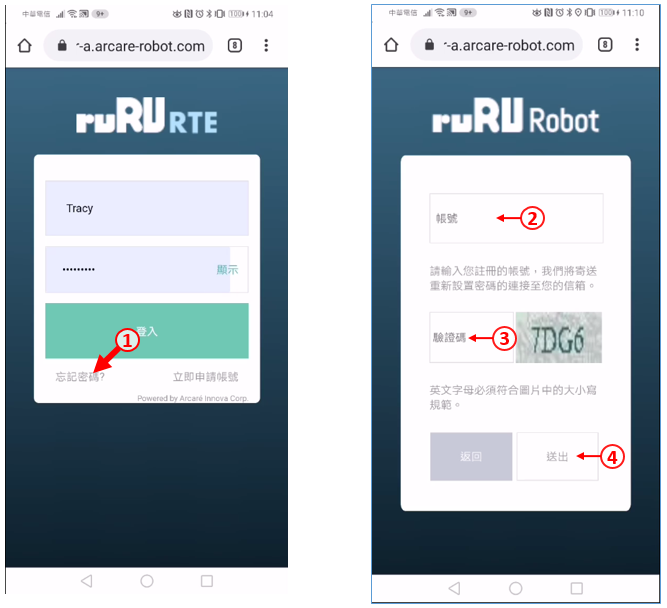 中華電信 9+ 100 11:04
r-a.arcare-robot.com 8
ruRU RTE
Tracy
•••••••••
顯示
登入
1
忘記密碼?
立即申請帳號
Powered by Arcaré Innova Corp.
中華電信 9+ 100 11:10
r-a.arcare-robot.com 8
ruRU Robot
帳號
2
請輸入您註冊的帳號，我們將寄送
重新設置密碼的連接至您的信箱。
驗證碼
3
7DG6
英文字母必須符合圖片中的大小寫
規範。
返回
送出
4